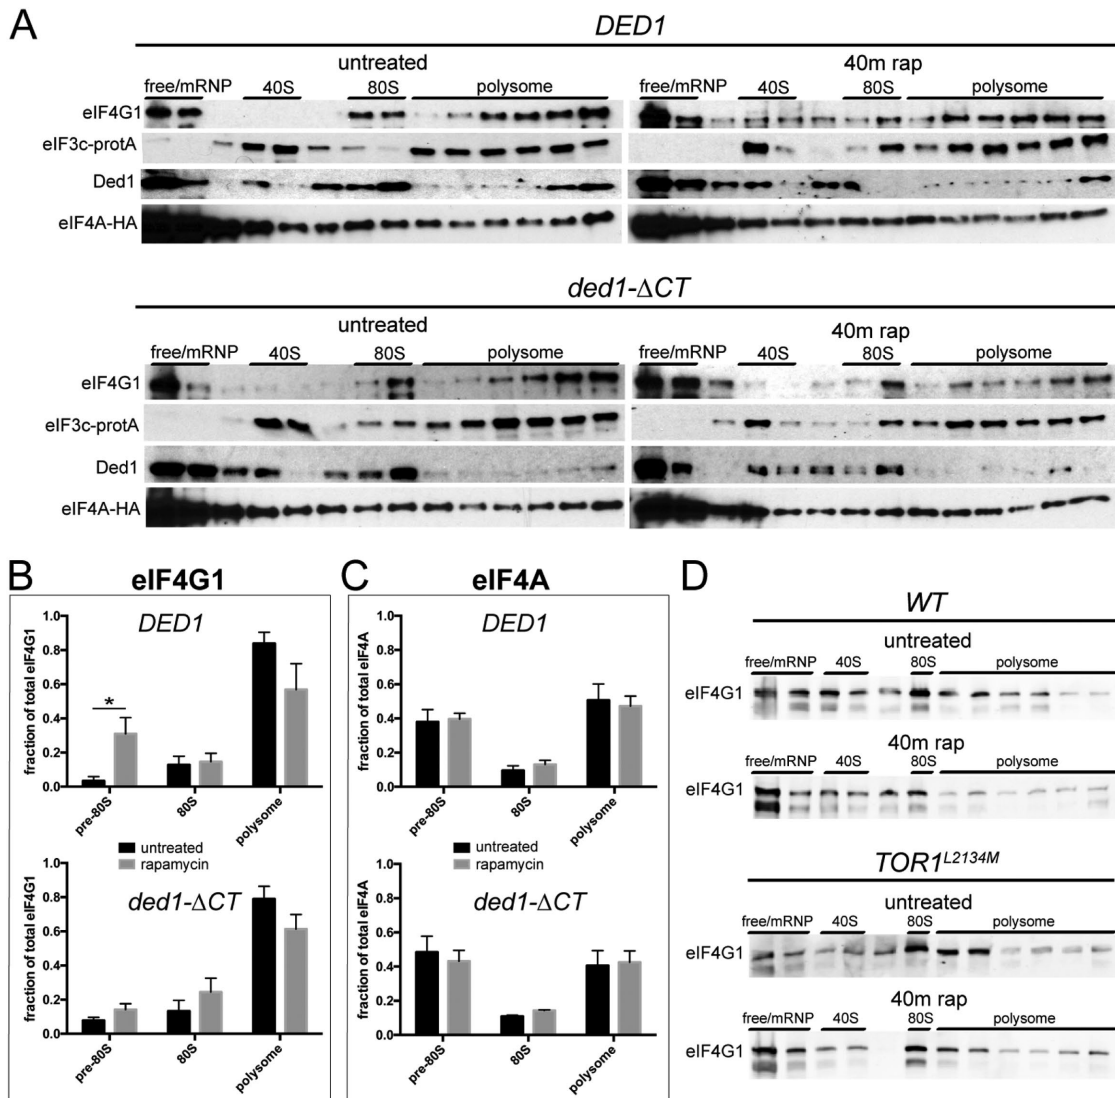 A
DED1
untreated
40m rap
free/mRNP 40S 80S polysome
free/mRNP 40S 80S polysome
eIF4G1
eIF3c-protA
Ded1
eIF4A-HA
ded1-ΔCT
untreated
40m rap
free/mRNP 40S 80S polysome
free/mRNP 40S 80S polysome
eIF4G1
eIF3c-protA
Ded1
eIF4A-HA
B
eIF4G1
DED1
fraction of total eIF4G1
1.0
0.8
0.6
0.4
0.2
0.0
*
pre-80S
80S
polysome
untreated
rapamycin
ded1-ΔCT
fraction of total eIF4G1
1.0
0.8
0.6
0.4
0.2
0.0
pre-80S
80S
polysome
C
eIF4A
DED1
fraction of total eIF4A
1.0
0.8
0.6
0.4
0.2
0.0
pre-80S
80S
polysome
untreated
rapamycin
ded1-ΔCT
fraction of total eIF4A
1.0
0.8
0.6
0.4
0.2
0.0
pre-80S
80S
polysome
D
WT
untreated
free/mRNP 40S 80S polysome
eIF4G1
40m rap
free/mRNP 40S 80S polysome
eIF4G1
TOR1L2134M
untreated
free/mRNP 40S 80S polysome
eIF4G1
40m rap
free/mRNP 40S 80S polysome
eIF4G1